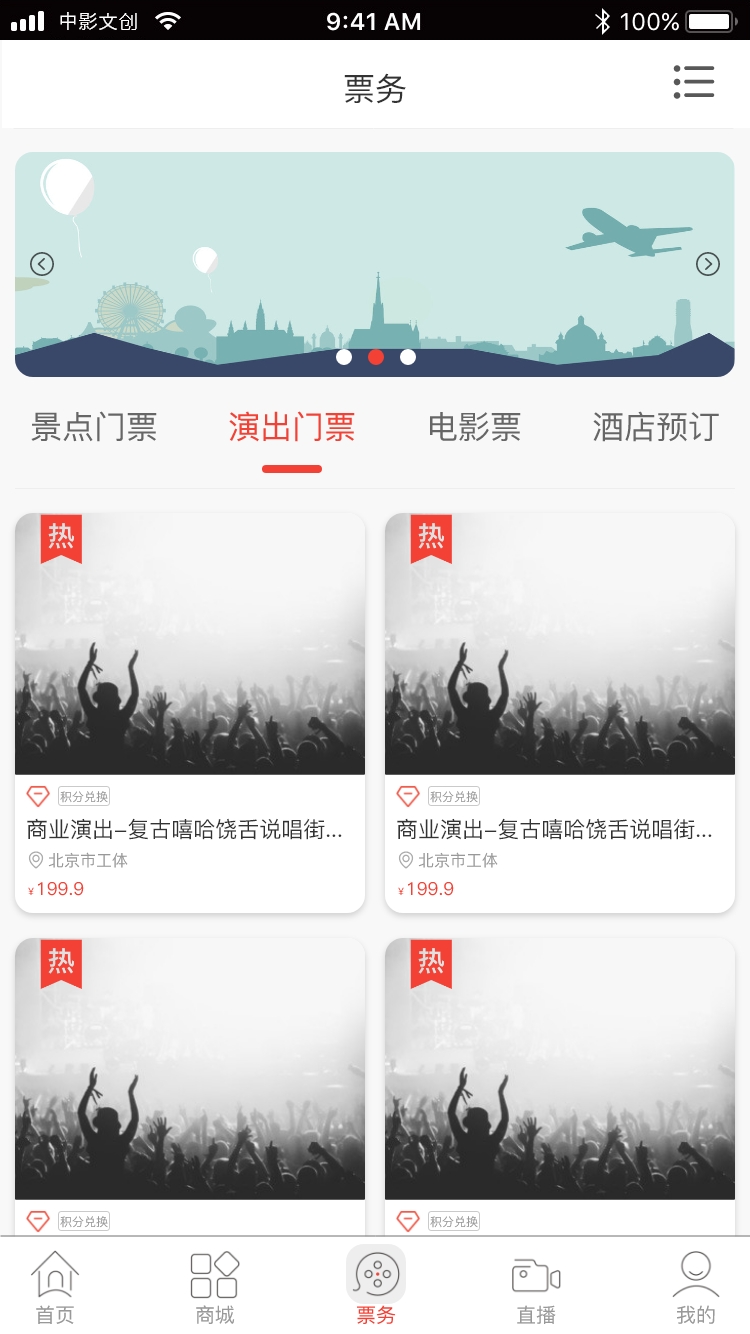 中影文创
9:41 AM
100%
票务
景点门票 演出门票 电影票 酒店预订
热 热
积分兑换 积分兑换
商业演出–复古嘻哈饶舌说唱街... 商业演出–复古嘻哈饶舌说唱街...
北京市工体 北京市工体
¥199.9 ¥199.9
热 热
积分兑换 积分兑换
首页 商城 票务 直播 我的